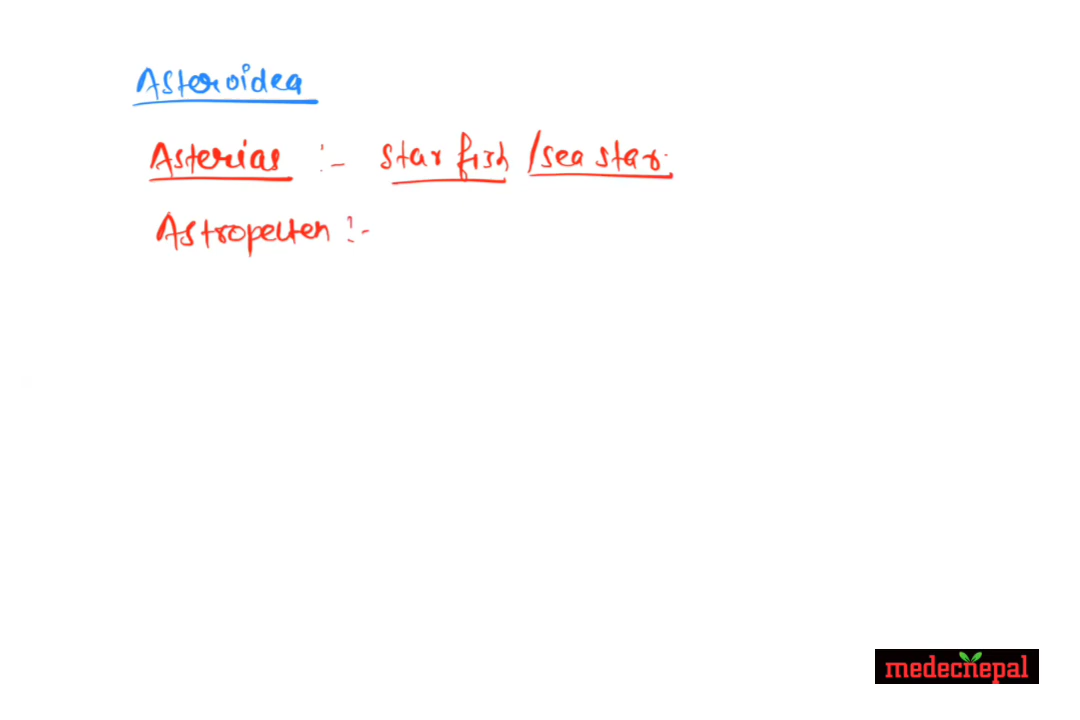 Asteroidea
Asterias :- star fish /sea star.
Astropelten :-
medecnepal